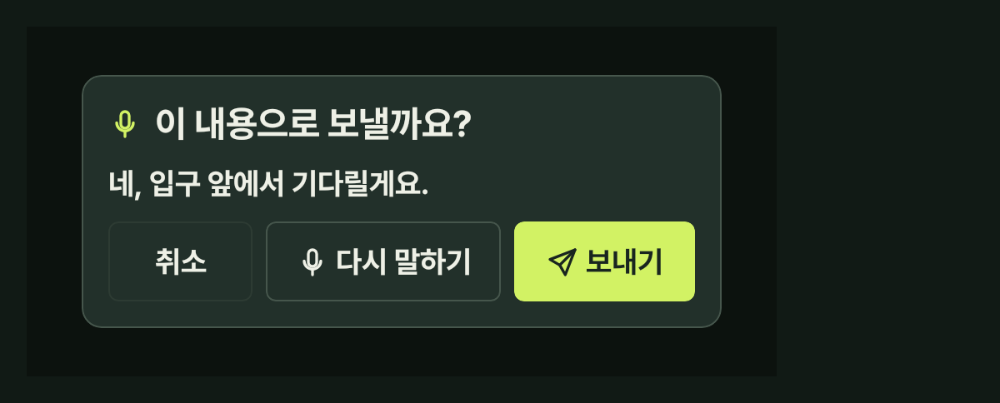 이 내용으로 보낼까요?
네, 입구 앞에서 기다릴게요.
취소 다시 말하기 보내기